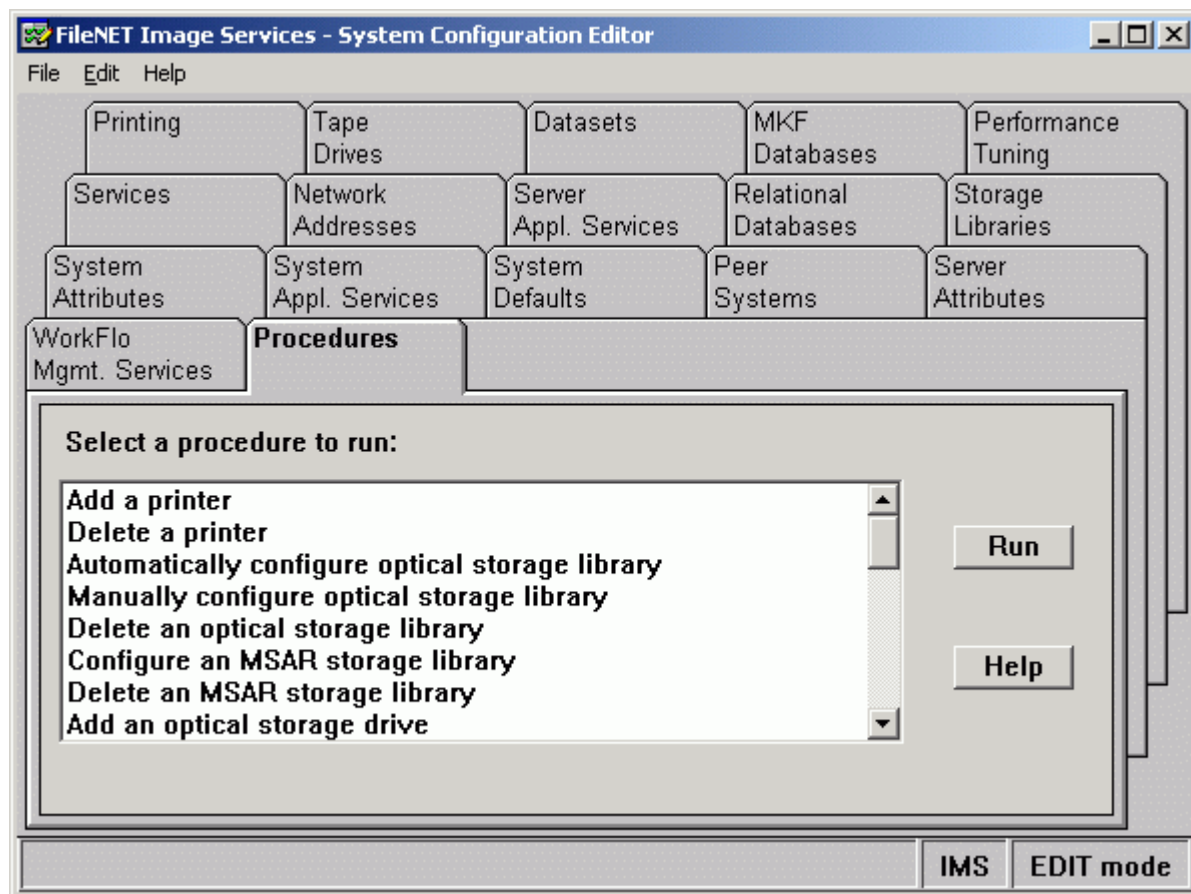 FileNET Image Services - System Configuration Editor
File Edit Help
Printing
Tape
Drives
Datasets
MKF
Databases
Performance
Tuning
Services
Network
Addresses
Server
Appl. Services
Relational
Databases
Storage
Libraries
System
Attributes
System
Appl. Services
System
Defaults
Peer
Systems
Server
Attributes
WorkFlo
Mgmt. Services
Procedures
Select a procedure to run:
Add a printer
Delete a printer
Automatically configure optical storage library
Manually configure optical storage library
Delete an optical storage library
Configure an MSAR storage library
Delete an MSAR storage library
Add an optical storage drive
Run
Help
IMS
EDIT mode